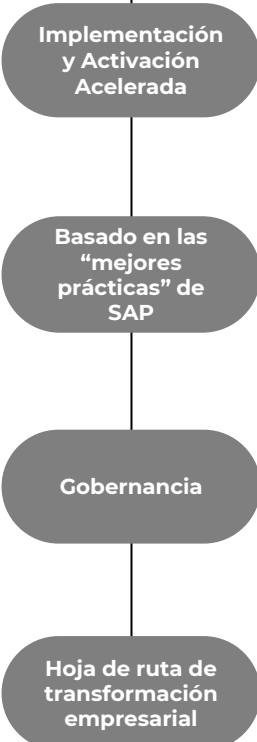 Implementación
y Activación
Acelerada
Basado en las
“mejores
prácticas” de
SAP
Gobernancia
Hoja de ruta de
transformación
empresarial